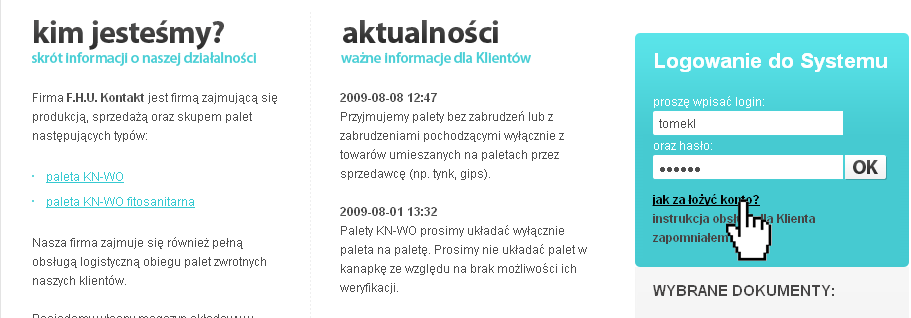 kim jesteśmy?
skrót informacji o naszej działalności
Firma F.H.U. Kontakt jest firmą zajmującą się
produkcją, sprzedażą oraz skupem palet
następujących typów:
paleta KN-WO
paleta KN-WO fitosanitarna
Nasza firma zajmuje się również pełną
obsługą logistyczną obiegu palet zwrotnych
naszych klientów.
aktualności
ważne informacje dla Klientów
2009-08-08 12:47
Przyjmujemy palety bez zabrudzeń lub z
zabrudzeniami pochodzącymi wyłącznie z
towarów umieszanych na paletach przez
sprzedawcę (np. tynk, gips).
2009-08-01 13:32
Palety KN-WO prosimy układać wyłącznie
paleta na paletę. Prosimy nie układać palet w
kanapkę ze względu na brak możliwości ich
weryfikacji.
Logowanie do Systemu
proszę wpisać login:
tomekl
oraz hasło:
OK
jak za łożyć konto?
instrukcja dla Klienta
WYBRANE DOKUMENTY: